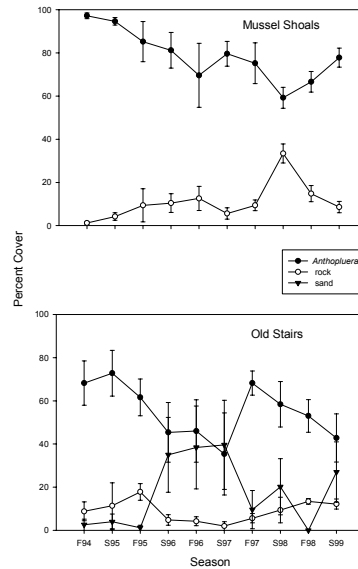 Mussel Shoals
100
80
60
40
20
0
Percent Cover
Anthopluera
rock
sand
Old Stairs
100
80
60
40
20
0
F94 S95 F95 S96 F96 S97 F97 S98 F98 S99
Season